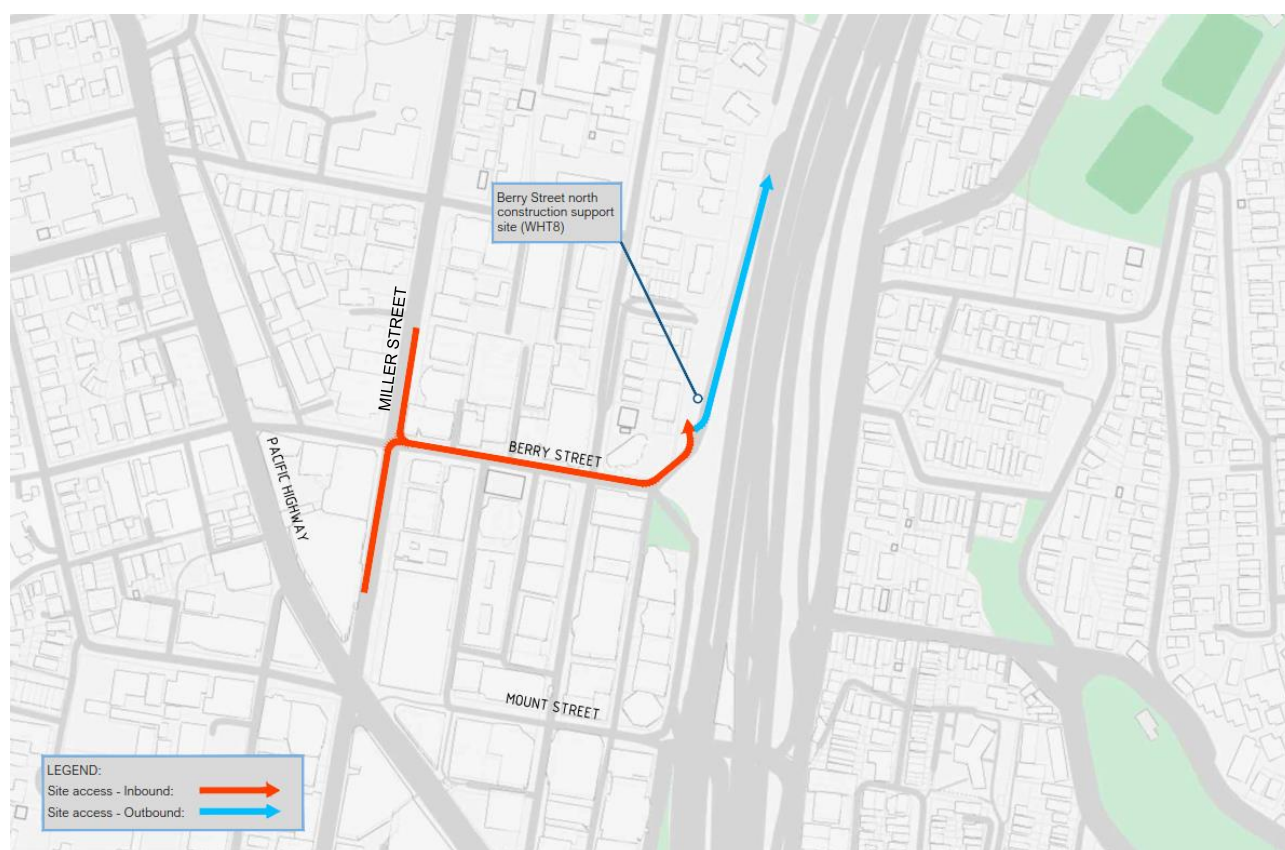 Berry Street north
construction support
site (WHT8)
MILLER STREET
BERRY STREET
PACIFIC HIGHWAY
MOUNT STREET
LEGEND:
Site access - Inbound:
Site access - Outbound: